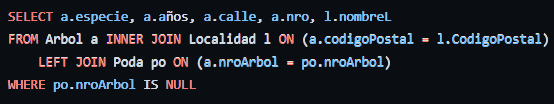 SELECT a.especie, a.años, a.calle, a.nro, l.nombreL
FROM Arbol a INNER JOIN Localidad l ON (a.codigoPostal = l.CodigoPostal)
LEFT JOIN Poda po ON (a.nroArbol = po.nroArbol)
WHERE po.nroArbol IS NULL